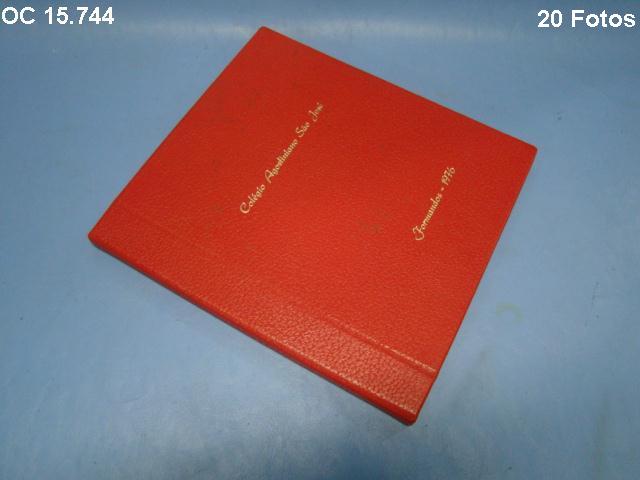 OC 15.744
20 Fotos
Colégio Agostiniano São José
Formandos - 1976